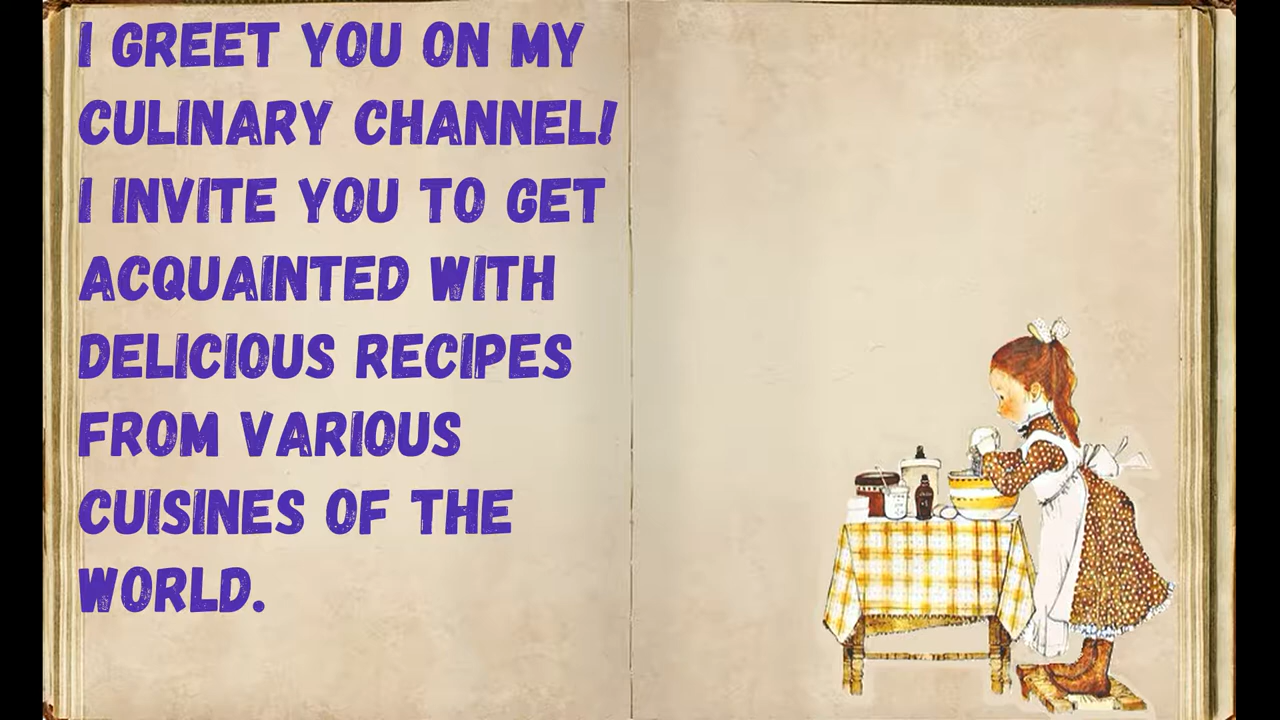 I GREET YOU ON MY
CULINARY CHANNEL!
I INVITE YOU TO GET
ACQUAINTED WITH
DELICIOUS RECIPES
FROM VARIOUS
CUISINES OF THE
WORLD.